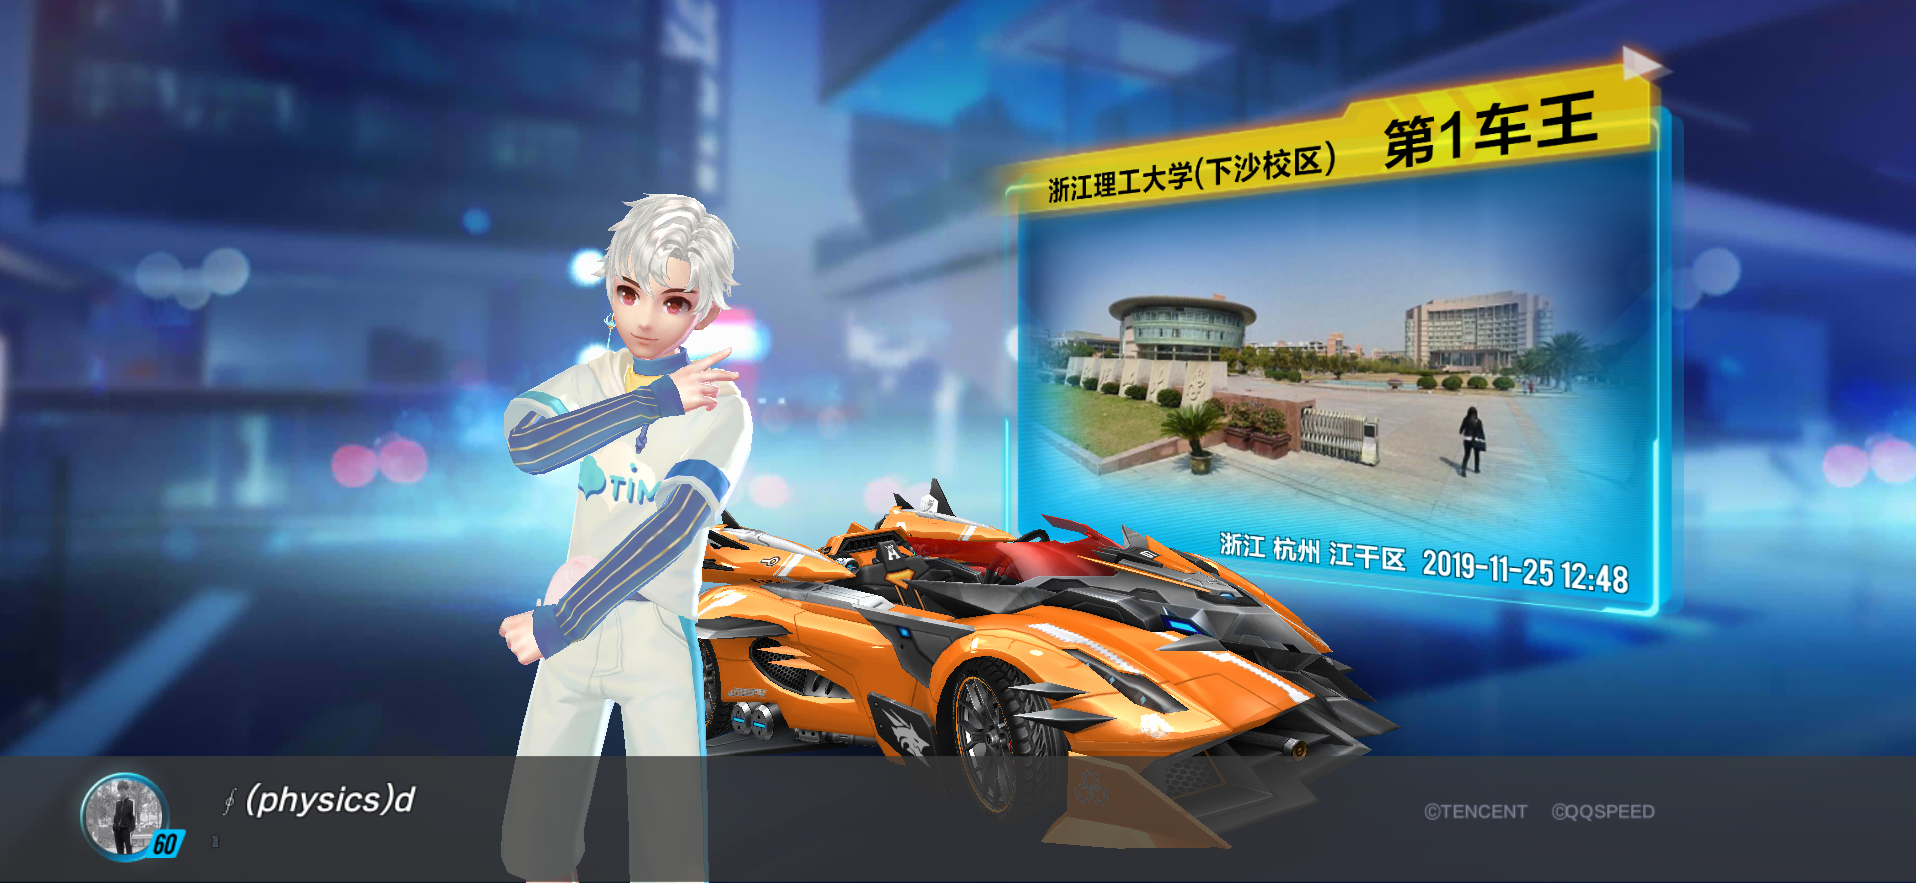 浙江理工大学(下沙校区) 第1车王
TIM
浙江 杭州 江干区 2019-11-25 12:48
∮ (physics)d
60
©TENCENT ©QQSPEED